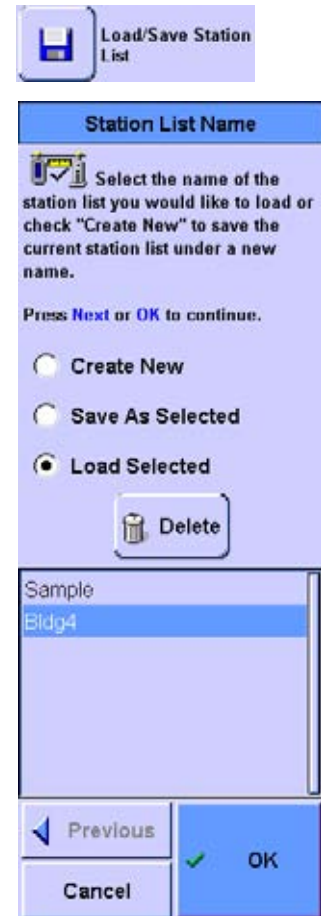 Load/Save Station
List
Station List Name
Select the name of the
station list you would like to load or
check "Create New" to save the
current station list under a new
name.
Press Next or OK to continue.
Create New
Save As Selected
Load Selected
Delete
Sample
Bldg4
Previous
OK
Cancel